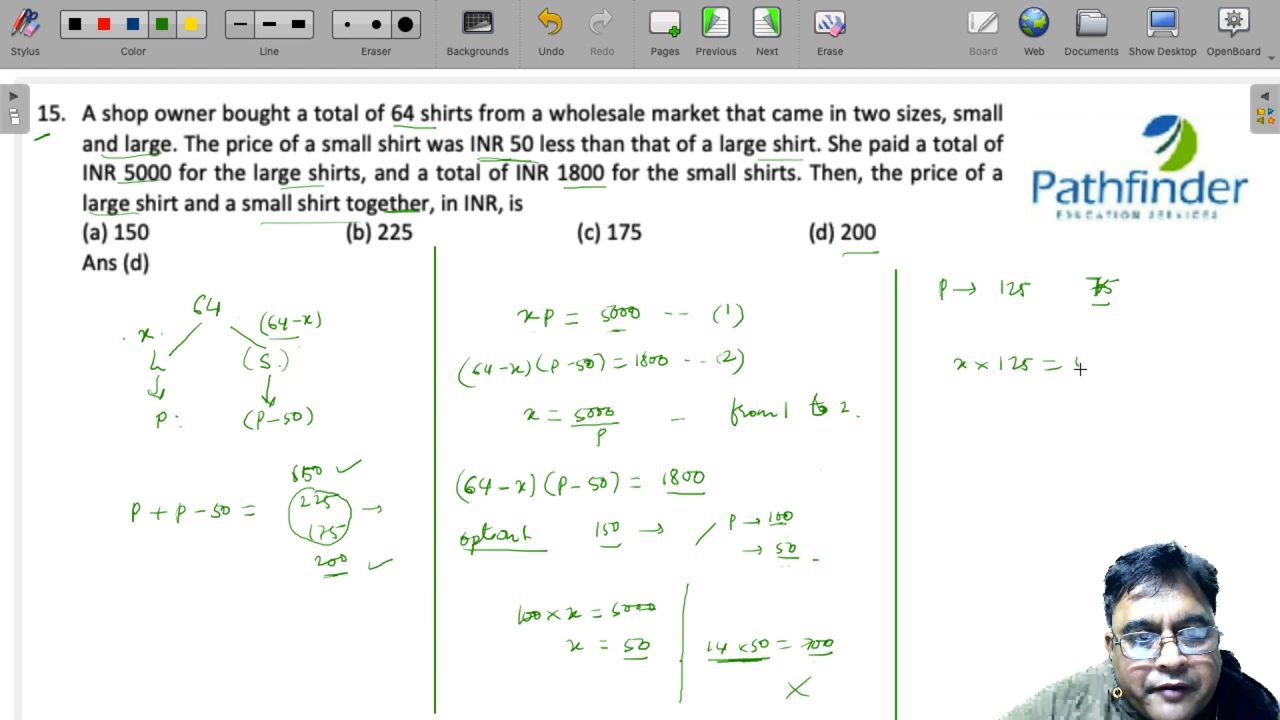 Stylus
Color
Line
Eraser
Backgrounds
Undo
Redo
Pages
Previous
Next
Erase
Board
Web
Documents
Show Desktop
OpenBoard
15. A shop owner bought a total of 64 shirts from a wholesale market that came in two sizes, small
and large. The price of a small shirt was INR 50 less than that of a large shirt. She paid a total of
INR 5000 for the large shirts, and a total of INR 1800 for the small shirts. Then, the price of a
large shirt and a small shirt together, in INR, is
(a) 150 (b) 225 (c) 175 (d) 200
Ans (d)
Pathfinder
EDUCATION SERVICES
64
x (64-x)
L (S.)
P: (P-50)
P + P - 50 =
150
225
175
200
xP = 5000 -- (1)
(64-x)(P-50) = 1800 -- (2)
x = 5000/P - from 1 to 2.
(64-x)(P-50) = 1800
option 1 150 → / P → 100
→ 50
100 × x = 5000
x = 50
14 × 50 = 700
X
P → 125 75
x × 125 = 4